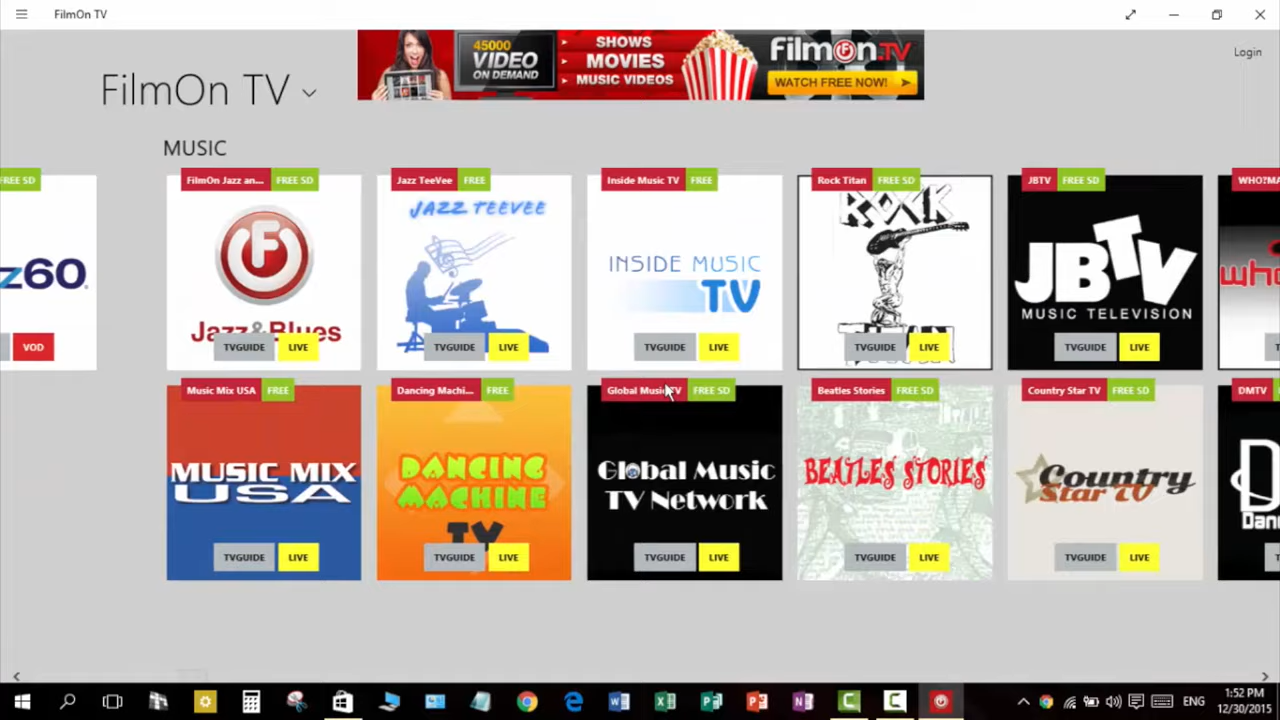 FilmOn TV
45000
VIDEO
ON DEMAND
SHOWS
MOVIES
MUSIC VIDEOS
FilmOn.TV
WATCH FREE NOW!
Login
FilmOn TV
MUSIC
FREE SD
z60
VOD
FilmOn Jazz an... FREE SD
Jazz&Blues
TVGUIDE LIVE
Jazz TeeVee FREE
JAZZ TEEVEE
TVGUIDE LIVE
Inside Music TV FREE
INSIDE MUSIC
TV
TVGUIDE LIVE
Rock Titan FREE SD
ROCK
TVGUIDE LIVE
JBTV FREE SD
JBTV
MUSIC TELEVISION
TVGUIDE LIVE
WHO?MA
who
Music Mix USA FREE
MUSIC MIX
USA
TVGUIDE LIVE
Dancing Machi... FREE
DANCING
MACHINE
TV
TVGUIDE LIVE
Global Music TV FREE SD
Global Music
TV Network
TVGUIDE LIVE
Beatles Stories FREE SD
BEATLES STORIES
TVGUIDE LIVE
Country Star TV FREE SD
Country
Star TV
TVGUIDE LIVE
DMTV
D
Dan
ENG
1:52 PM
12/30/2015